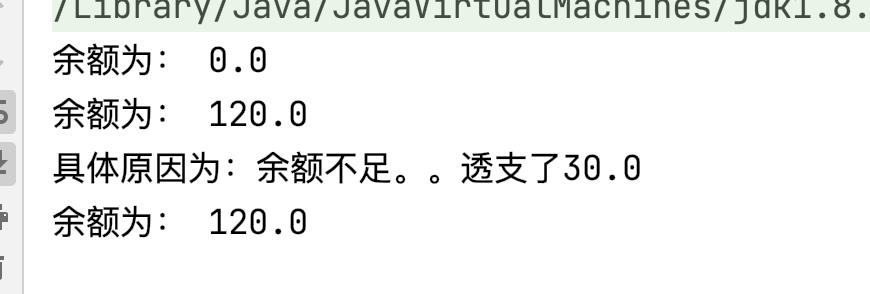 /Library/Java/JavaVirtualMachines/jdk1.8.
余额为： 0.0
余额为： 120.0
具体原因为：余额不足。。透支了30.0
余额为： 120.0